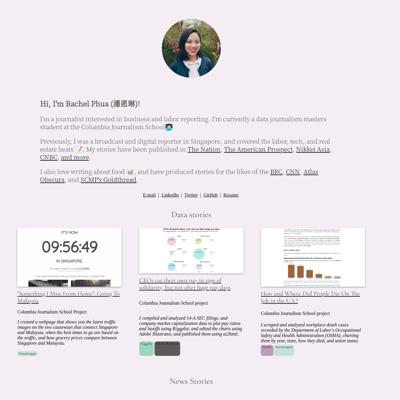 Hi, I'm Rachel Phua (潘恩琳)!
I'm a journalist interested in business and labor reporting. I'm currently a data journalism masters
student at the Columbia Journalism School
Previously, I was a broadcast and digital reporter in Singapore, and covered the labor, tech, and real
estate beats. My stories have been published in The Nation, The American Prospect, Nikkei Asia,
CNBC, and more.
I also love writing about food, and have produced stories for the likes of the BBC, CNN, Atlas
Obscura, and SCMP's Goldthread.
E-mail | LinkedIn | Twitter | GitHub | Resume
Data stories
IT'S NOW
09:56:49
IN SINGAPORE.
"Something I Miss From Home": Going To
Malaysia
Columbia Journalism School Project
I created a webpage that shows you the latest traffic
images on the two causeways that connect Singapore
and Malaysia, when the best times to go are based on
the traffic, and how grocery prices compare between
Singapore and Malaysia.
CEOs cut their own pay in sign of
solidarity, but not after huge pay days
Columbia Journalism School project
I compiled and analyzed 14-A SEC filings, and
company market capitalization data to plot pay ratios
and layoffs using R/ggplot, and edited the charts using
Adobe Illustrator, and published them using ai2html.
How and Where Did People Die On The
Job in the U.S?
Columbia Journalism School project
I scraped and analyzed workplace death cases
recorded by the Department of Labor's Occupational
Safety and Health Administration (OSHA), charting
them by year, state, how they died, and union status.
News Stories